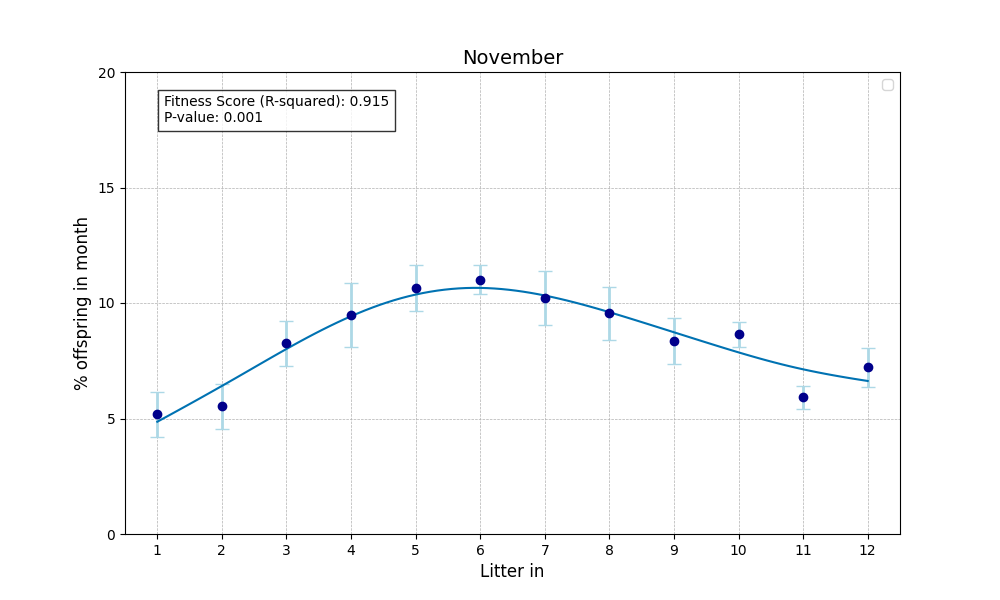 November
Fitness Score (R-squared): 0.915
P-value: 0.001
% offspring in month
20
15
10
5
0
1 2 3 4 5 6 7 8 9 10 11 12
Litter in